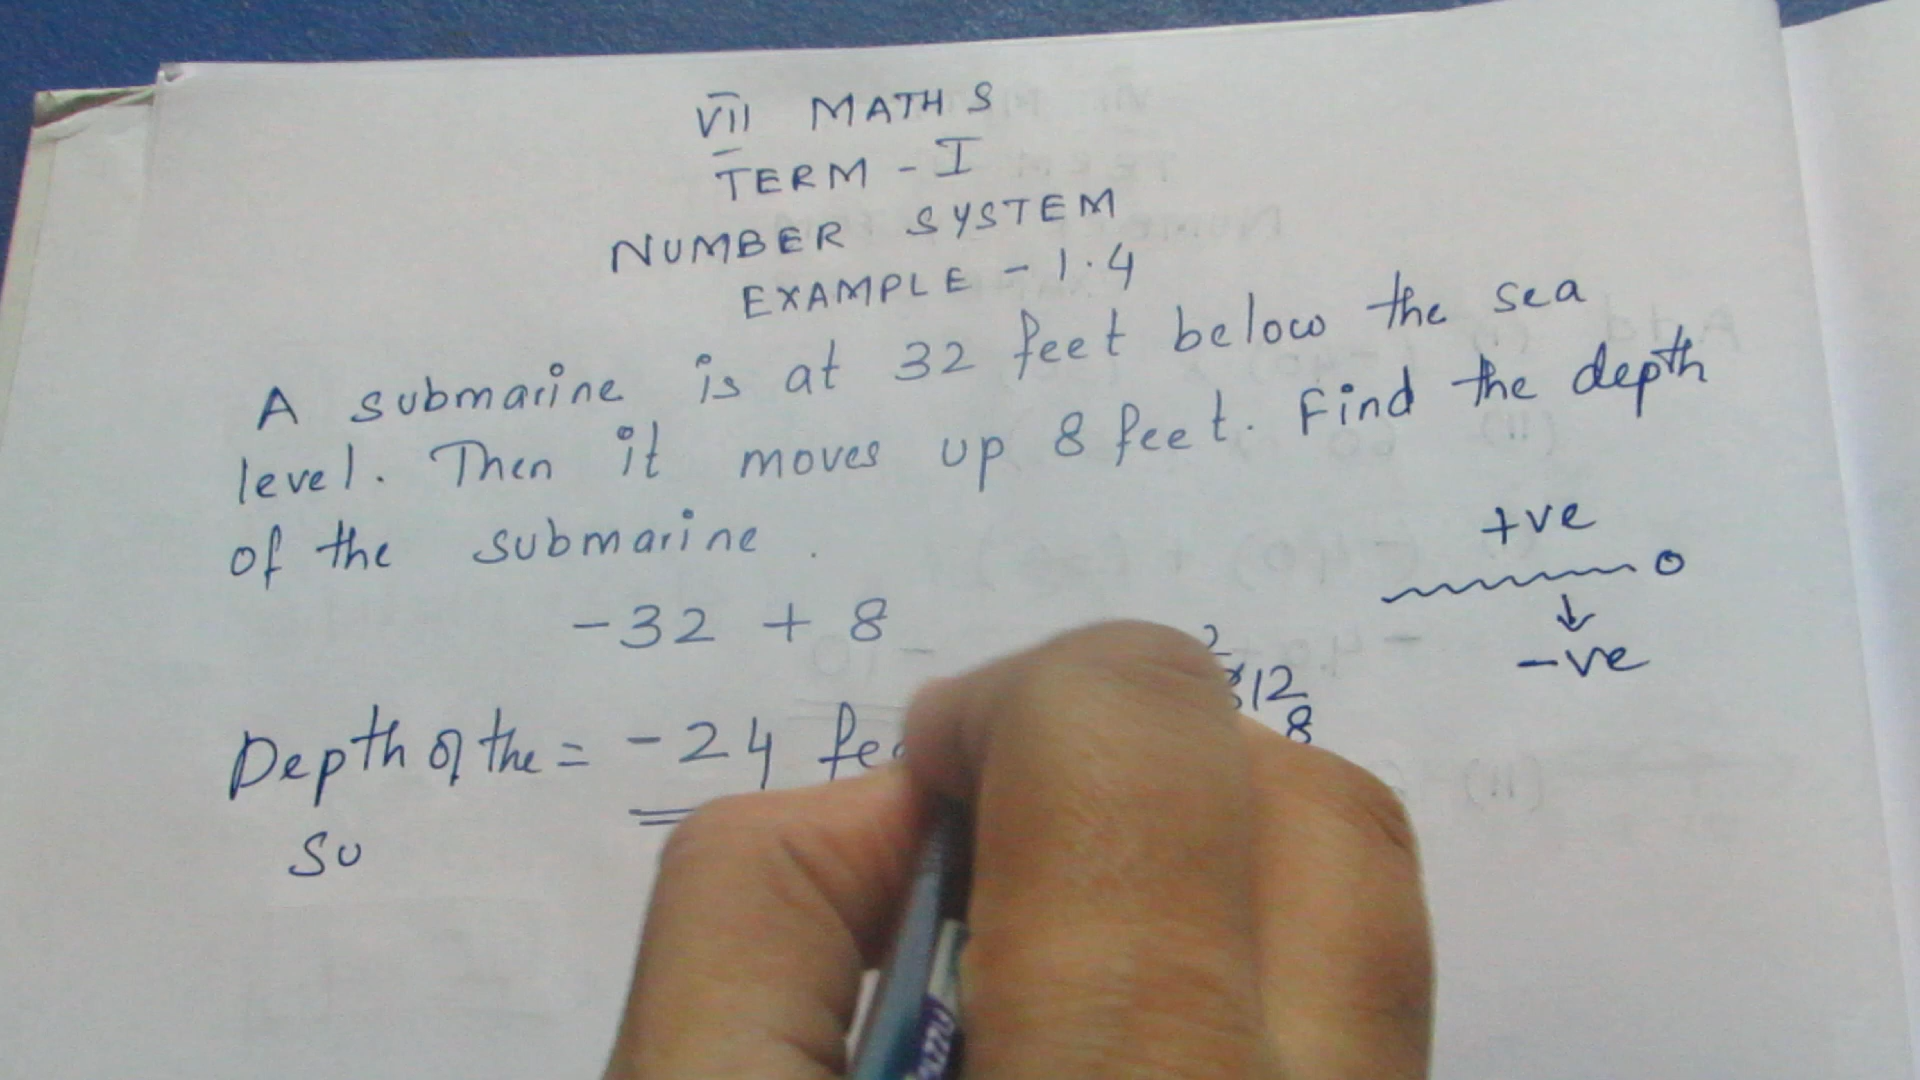 VII MATHS
TERM - I
NUMBER SYSTEM
EXAMPLE - 1.4
A submarine is at 32 feet below the sea
level. Then it moves up 8 feet. Find the depth
of the submarine.
+ve
0
-ve
-32 + 8
2
312
8
Depth of the = -24
su